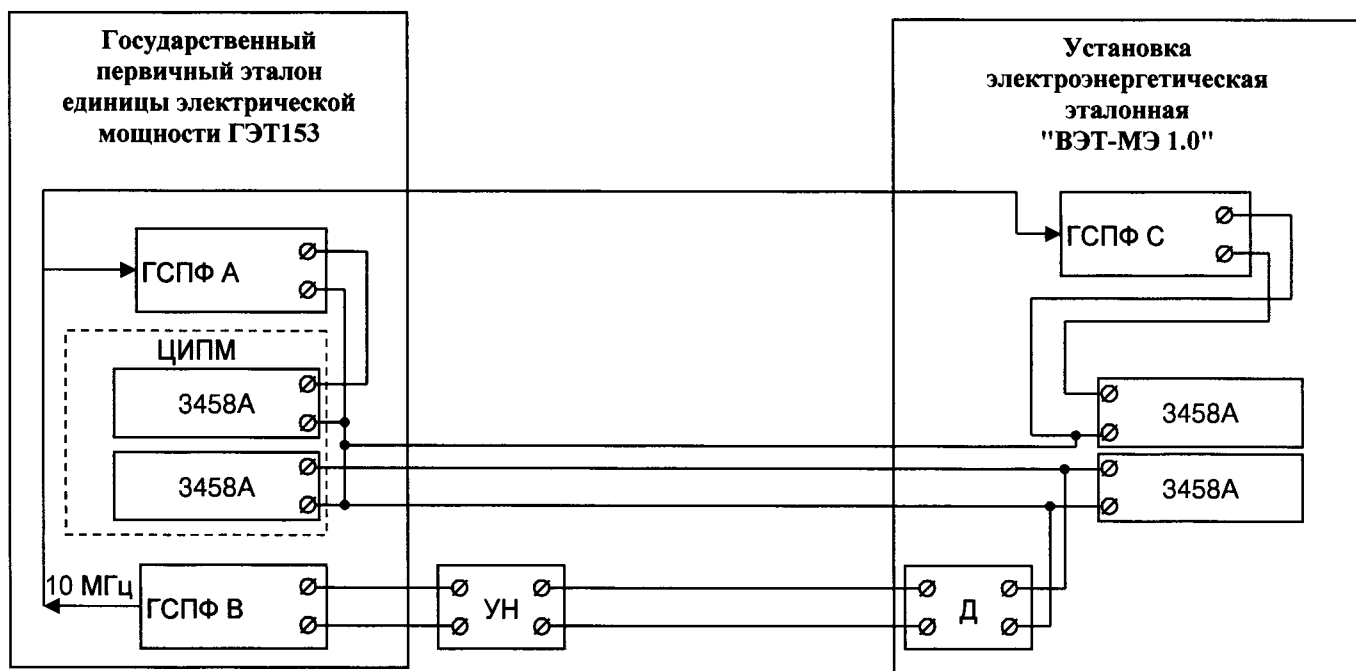 Государственный
первичный эталон
единицы электрической
мощности ГЭТ153
Установка
электроэнергетическая
эталонная
"ВЭТ-МЭ 1.0"
ГСПФ А
ГСПФ С
ЦИПМ
3458А
3458А
3458А
3458А
10 МГц
ГСПФ В
УН
Д